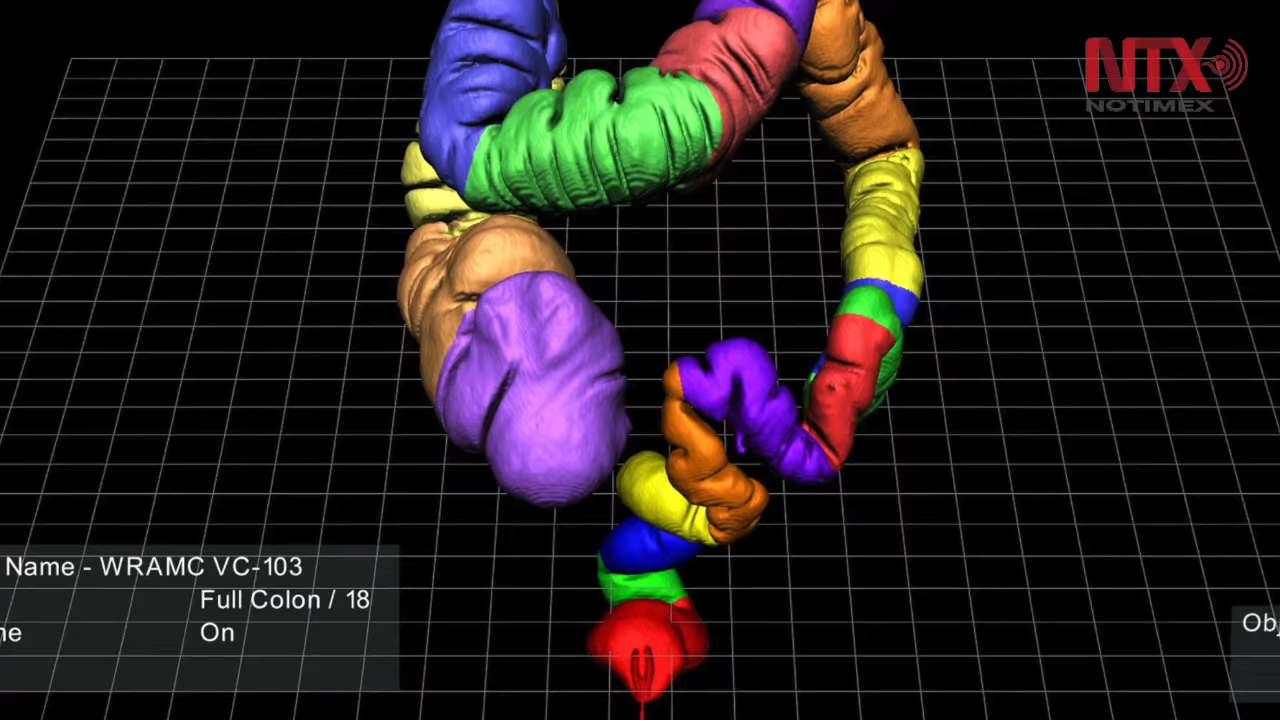 NTX
NOTIMEX
Name - WRAMC VC-103
Full Colon / 18
On